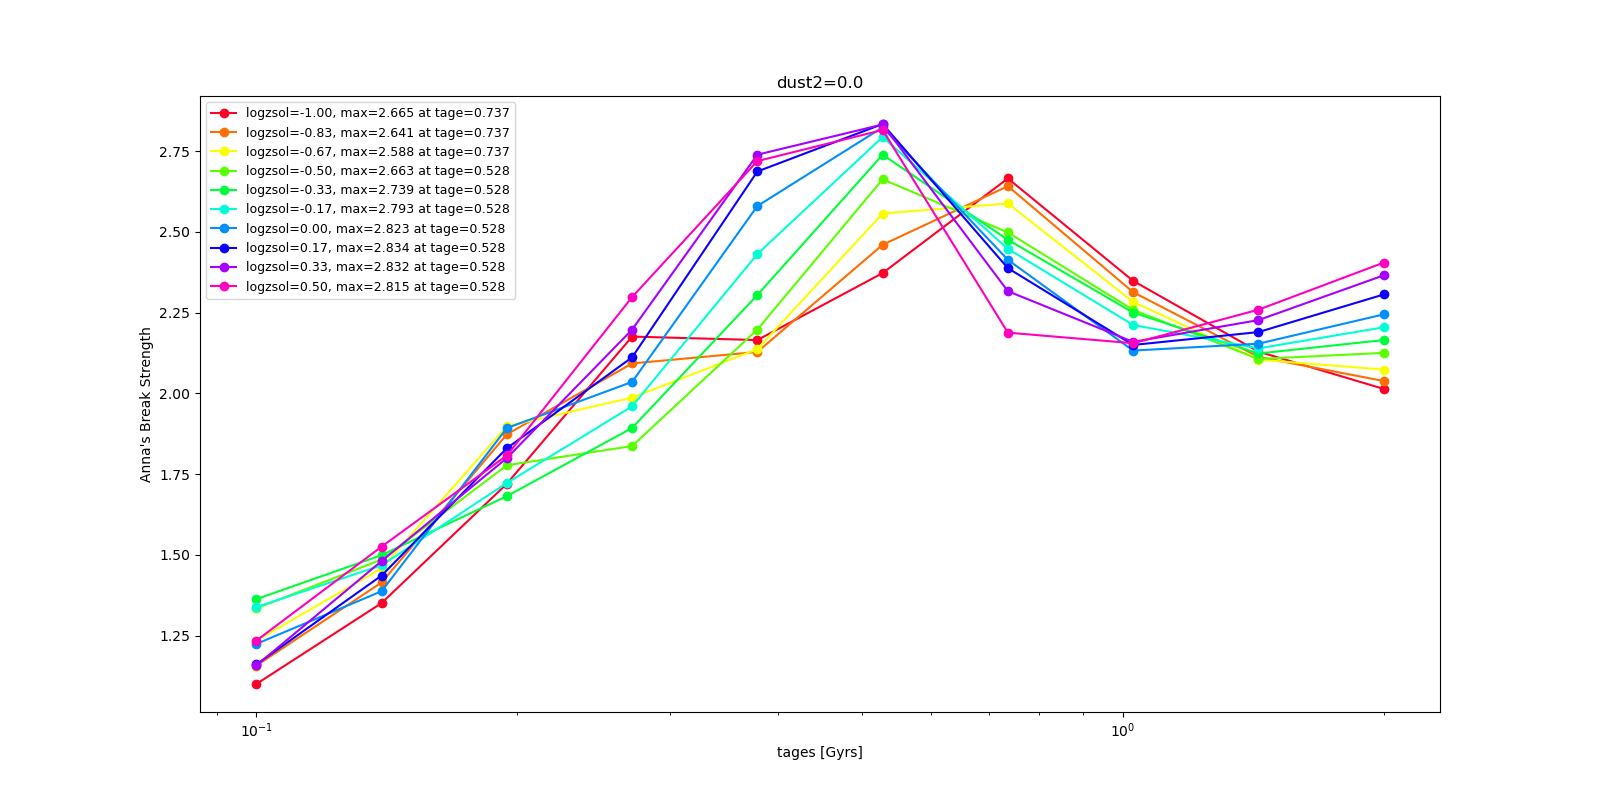 dust2=0.0
logzsol=-1.00, max=2.665 at tage=0.737
logzsol=-0.83, max=2.641 at tage=0.737
logzsol=-0.67, max=2.588 at tage=0.737
logzsol=-0.50, max=2.663 at tage=0.528
logzsol=-0.33, max=2.739 at tage=0.528
logzsol=-0.17, max=2.793 at tage=0.528
logzsol=0.00, max=2.823 at tage=0.528
logzsol=0.17, max=2.834 at tage=0.528
logzsol=0.33, max=2.832 at tage=0.528
logzsol=0.50, max=2.815 at tage=0.528
2.75
2.50
2.25
2.00
1.75
1.50
1.25
Anna's Break Strength
10⁻¹ 10⁰
tages [Gyrs]